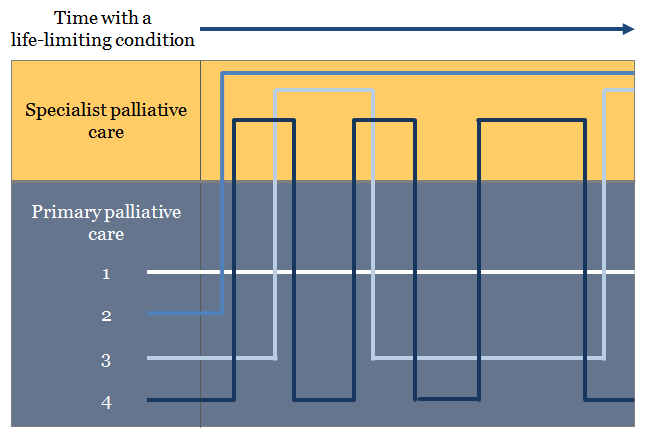 Time with a
life-limiting condition
Specialist palliative
care
Primary palliative
care
1
2
3
4